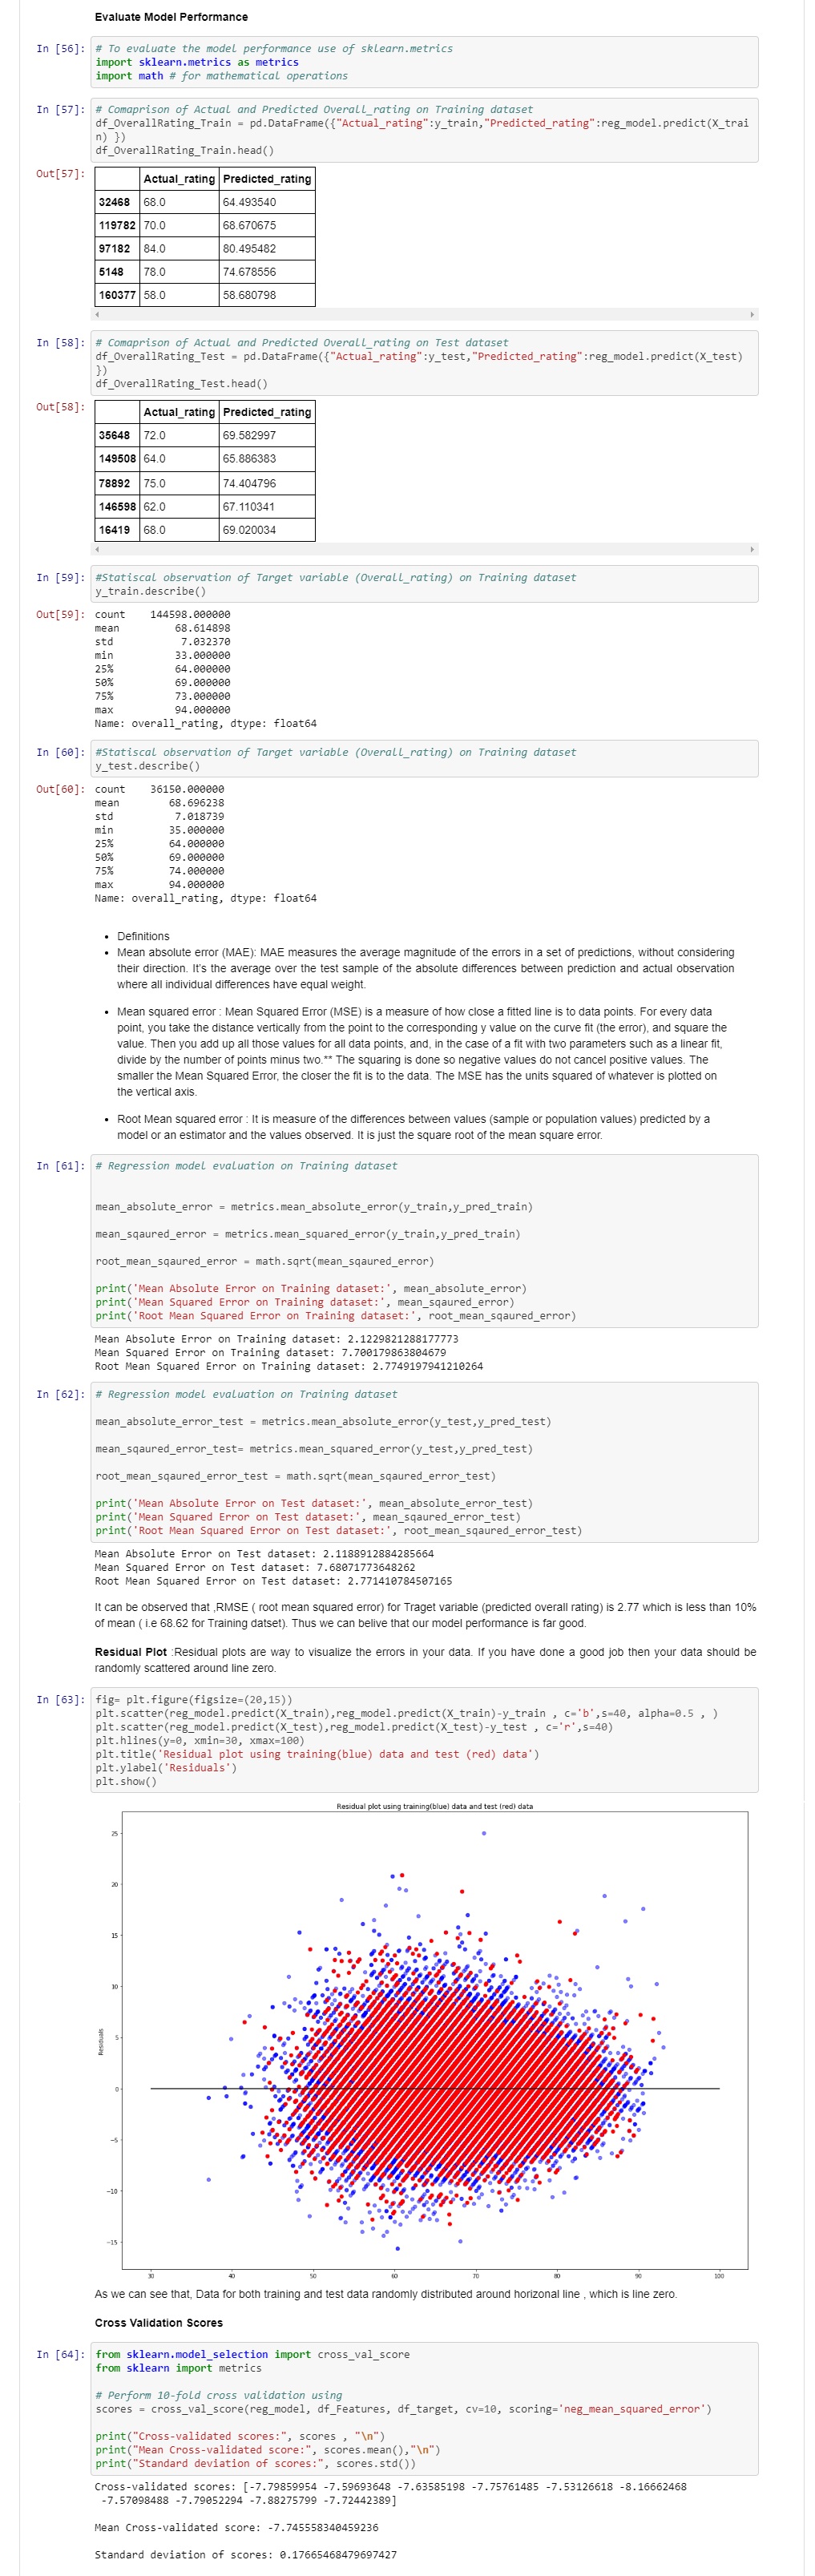 Evaluate Model Performance
In [56]: # To evaluate the model performance use of sklearn.metrics
import sklearn.metrics as metrics
import math # for mathematical operations
In [57]: # Comaprison of Actual and Predicted Overall_rating on Training dataset
df_OverallRating_Train = pd.DataFrame({"Actual_rating":y_train,"Predicted_rating":reg_model.predict(X_trai
n) })
df_OverallRating_Train.head()
Out[57]:
Actual_rating Predicted_rating
32468 68.0 64.493540
119782 70.0 68.670675
97182 84.0 80.495482
5148 78.0 74.678556
160377 58.0 58.680798
In [58]: # Comaprison of Actual and Predicted Overall_rating on Test dataset
df_OverallRating_Test = pd.DataFrame({"Actual_rating":y_test,"Predicted_rating":reg_model.predict(X_test)
})
df_OverallRating_Test.head()
Out[58]:
Actual_rating Predicted_rating
35648 72.0 69.582997
149508 64.0 65.886383
78892 75.0 74.404796
146598 62.0 67.110341
16419 68.0 69.020034
In [59]: #Statiscal observation of Target variable (Overall_rating) on Training dataset
y_train.describe()
Out[59]: count 144598.000000
mean 68.614898
std 7.032370
min 33.000000
25% 64.000000
50% 69.000000
75% 73.000000
max 94.000000
Name: overall_rating, dtype: float64
In [60]: #Statiscal observation of Target variable (Overall_rating) on Training dataset
y_test.describe()
Out[60]: count 36150.000000
mean 68.696238
std 7.018739
min 35.000000
25% 64.000000
50% 69.000000
75% 74.000000
max 94.000000
Name: overall_rating, dtype: float64
• Definitions
• Mean absolute error (MAE): MAE measures the average magnitude of the errors in a set of predictions, without considering
their direction. It's the average over the test sample of the absolute differences between prediction and actual observation
where all individual differences have equal weight.
• Mean squared error : Mean Squared Error (MSE) is a measure of how close a fitted line is to data points. For every data
point, you take the distance vertically from the point to the corresponding y value on the curve fit (the error), and square the
value. Then you add up all those values for all data points, and, in the case of a fit with two parameters such as a linear fit,
divide by the number of points minus two.** The squaring is done so negative values do not cancel positive values. The
smaller the Mean Squared Error, the closer the fit is to the data. The MSE has the units squared of whatever is plotted on
the vertical axis.
• Root Mean squared error : It is measure of the differences between values (sample or population values) predicted by a
model or an estimator and the values observed. It is just the square root of the mean square error.
In [61]: # Regression model evaluation on Training dataset
mean_absolute_error = metrics.mean_absolute_error(y_train,y_pred_train)
mean_sqaured_error = metrics.mean_squared_error(y_train,y_pred_train)
root_mean_sqaured_error = math.sqrt(mean_sqaured_error)
print('Mean Absolute Error on Training dataset:', mean_absolute_error)
print('Mean Squared Error on Training dataset:', mean_sqaured_error)
print('Root Mean Squared Error on Training dataset:', root_mean_sqaured_error)
Mean Absolute Error on Training dataset: 2.1229821288177773
Mean Squared Error on Training dataset: 7.700179863804679
Root Mean Squared Error on Training dataset: 2.7749197941210264
In [62]: # Regression model evaluation on Training dataset
mean_absolute_error_test = metrics.mean_absolute_error(y_test,y_pred_test)
mean_sqaured_error_test= metrics.mean_squared_error(y_test,y_pred_test)
root_mean_sqaured_error_test = math.sqrt(mean_sqaured_error_test)
print('Mean Absolute Error on Test dataset:', mean_absolute_error_test)
print('Mean Squared Error on Test dataset:', mean_sqaured_error_test)
print('Root Mean Squared Error on Test dataset:', root_mean_sqaured_error_test)
Mean Absolute Error on Test dataset: 2.1188912884285664
Mean Squared Error on Test dataset: 7.68071773648262
Root Mean Squared Error on Test dataset: 2.771410784507165
It can be observed that ,RMSE ( root mean squared error) for Traget variable (predicted overall rating) is 2.77 which is less than 10%
of mean ( i.e 68.62 for Training datset). Thus we can belive that our model performance is far good.
Residual Plot :Residual plots are way to visualize the errors in your data. If you have done a good job then your data should be
randomly scattered around line zero.
In [63]: fig= plt.figure(figsize=(20,15))
plt.scatter(reg_model.predict(X_train),reg_model.predict(X_train)-y_train , c='b',s=40, alpha=0.5 , )
plt.scatter(reg_model.predict(X_test),reg_model.predict(X_test)-y_test , c='r',s=40)
plt.hlines(y=0, xmin=30, xmax=100)
plt.title('Residual plot using training(blue) data and test (red) data')
plt.ylabel('Residuals')
plt.show()
Residual plot using training(blue) data and test (red) data
25
20
15
10
5
0
−5
−10
−15
Residuals
30 40 50 60 70 80 90 100
As we can see that, Data for both training and test data randomly distributed around horizonal line , which is line zero.
Cross Validation Scores
In [64]: from sklearn.model_selection import cross_val_score
from sklearn import metrics
# Perform 10-fold cross validation using
scores = cross_val_score(reg_model, df_Features, df_target, cv=10, scoring='neg_mean_squared_error')
print("Cross-validated scores:", scores , "\n")
print("Mean Cross-validated score:", scores.mean(),"\n")
print("Standard deviation of scores:", scores.std())
Cross-validated scores: [-7.79859954 -7.59693648 -7.63585198 -7.75761485 -7.53126618 -8.16662468
-7.57098488 -7.79052294 -7.88275799 -7.72442389]
Mean Cross-validated score: -7.745558340459236
Standard deviation of scores: 0.17665468479697427